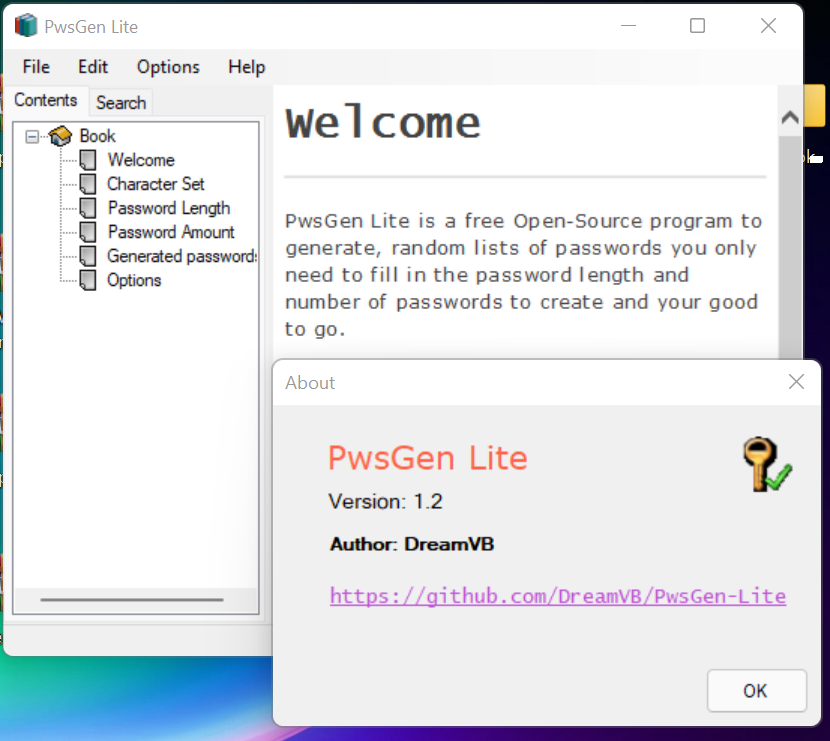 PwsGen Lite
File Edit Options Help
Contents Search
Book
Welcome
Character Set
Password Length
Password Amount
Generated passwords
Options
Welcome
PwsGen Lite is a free Open-Source program to
generate, random lists of passwords you only
need to fill in the password length and
number of passwords to create and your good
to go.
About
PwsGen Lite
Version: 1.2
Author: DreamVB
https://github.com/DreamVB/PwsGen-Lite
OK